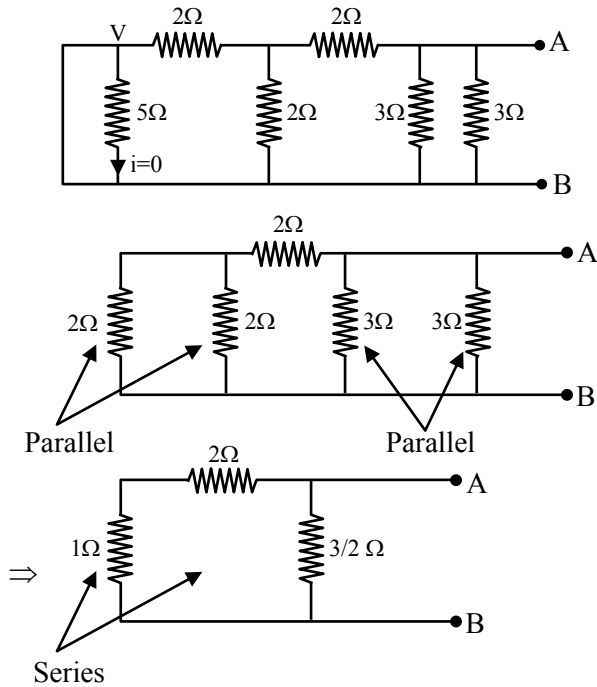 2Ω 2Ω
V A
5Ω 2Ω 3Ω 3Ω
i=0
B
2Ω
A
2Ω 2Ω 3Ω 3Ω
B
Parallel Parallel
2Ω
A
1Ω 3/2 Ω
⇒
B
Series